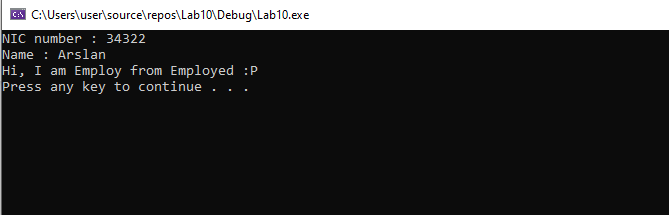 C:\Users\user\source\repos\Lab10\Debug\Lab10.exe
NIC number : 34322
Name : Arslan
Hi, I am Employ from Employed :P
Press any key to continue . . .